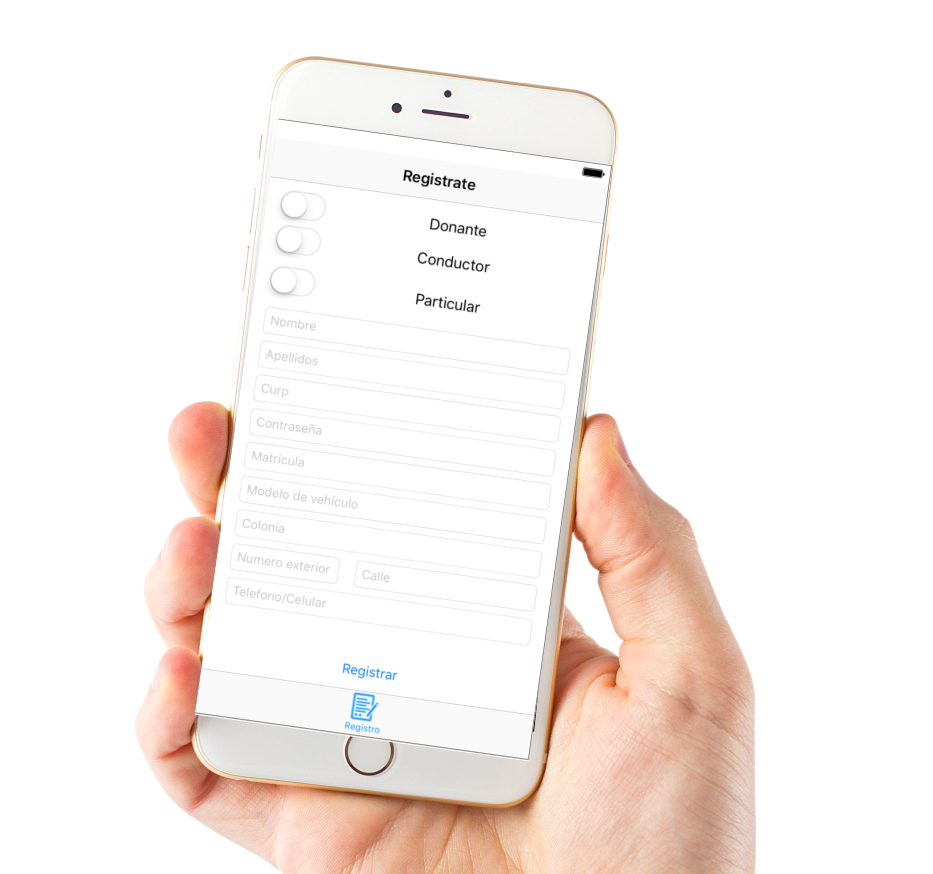 Registrate
Donante
Conductor
Particular
Nombre
Apellidos
Curp
Contraseña
Matricula
Modelo de vehículo
Colonia
Numero exterior Calle
Telefono/Celular
Registrar
Registro